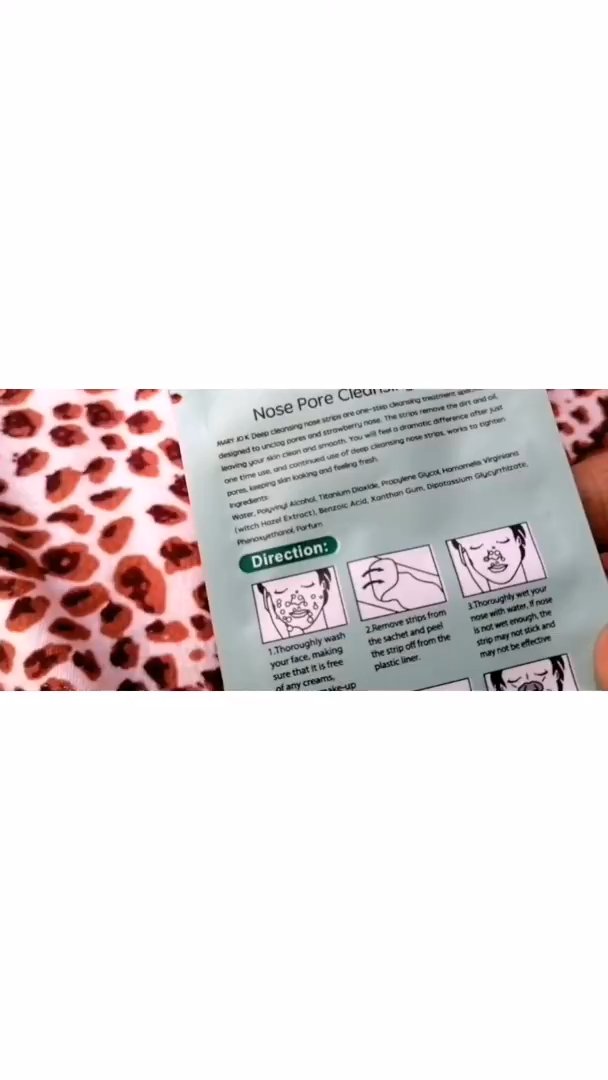 Nose Pore Cleansing
MARY JO K Deep cleansing nose strips are one-step cleansing treatment
designed to unclog pores and strawberry nose. The strips remove the dirt and oil,
leaving your skin clean and smooth. You will feel a dramatic difference after just
one time use, and continued use of deep cleansing nose strips, works to tighten
pores, keeping skin looking and feeling fresh.
Ingredients:
Water, Polyvinyl Alcohol, Titanium Dioxide, Propylene Glycol, Hamamelis Virginiana
(witch Hazel Extract), Benzoic Acid, Xanthan Gum, Dipotassium Glycyrrhizate,
Phenoxyethanol, Parfum
Direction:
1.Thoroughly wash
your face, making
sure that it is free
of any creams,
make-up
2.Remove strips from
the sachet and peel
the strip off from the
plastic liner.
3.Thoroughly wet your
nose with water, if nose
is not wet enough, the
strip may not stick and
may not be effective